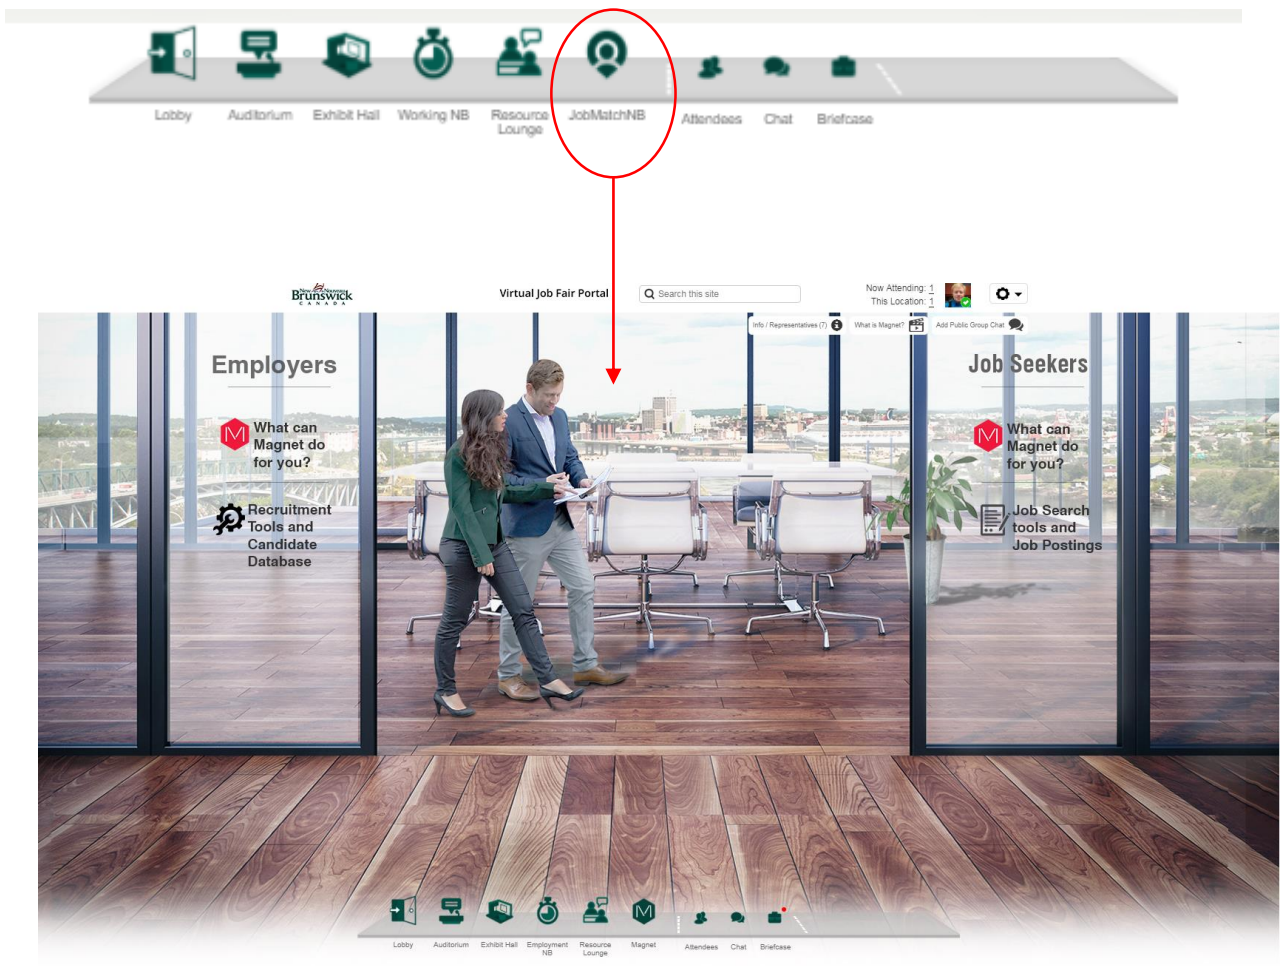 Lobby
Auditorium
Exhibit Hall
Working NB
Resource
Lounge
JobMatchNB
Attendees
Chat
Briefcase
New Nouveau
Brunswick
CANADA
Virtual Job Fair Portal
Search this site
Now Attending: 1
This Location: 1
Info / Representatives (7)
What is Magnet?
Add Public Group Chat
Employers
What can
Magnet do
for you?
Recruitment
Tools and
Candidate
Database
Job Seekers
What can
Magnet do
for you?
Job Search
tools and
Job Postings
Lobby
Auditorium
Exhibit Hall
Employment
NB
Resource
Lounge
Magnet
Attendees
Chat
Briefcase